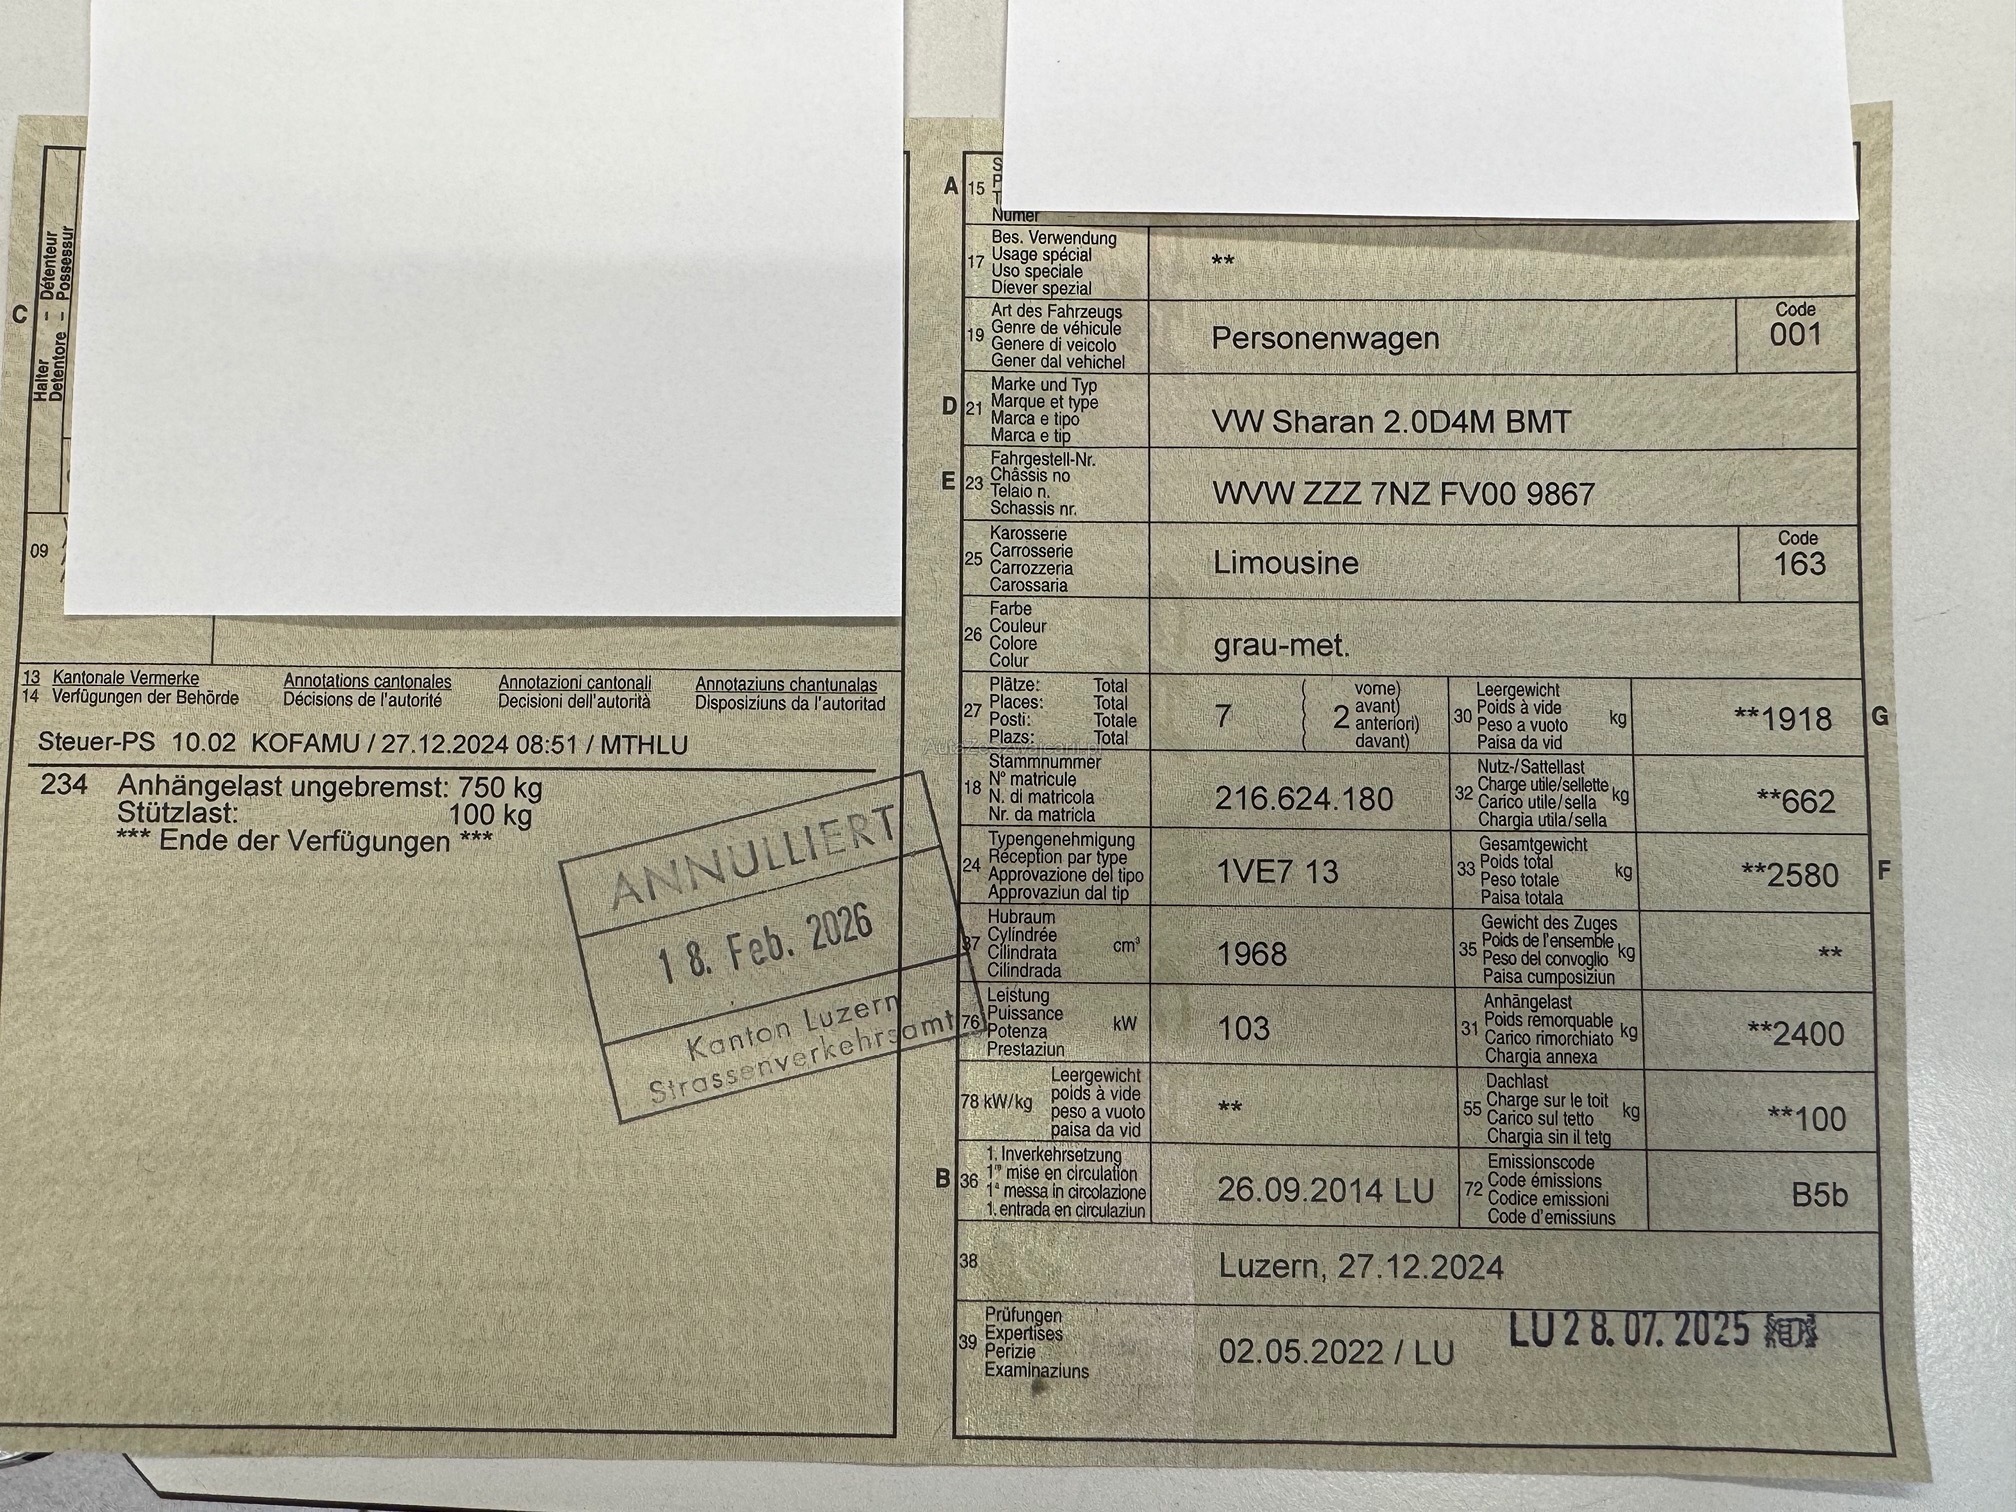 C
Halter – Détenteur
Detentore – Possessur
09
13 Kantonale Vermerke Annotations cantonales Annotazioni cantonali Annotaziuns chantunalas
14 Verfügungen der Behörde Décisions de l'autorité Decisioni dell'autorità Disposiziuns da l'autoritad
Steuer-PS 10.02 KOFAMU / 27.12.2024 08:51 / MTHLU
234 Anhängelast ungebremst: 750 kg
Stützlast: 100 kg
*** Ende der Verfügungen ***
ANNULLIERT
18. Feb. 2026
Kanton Luzern
Strassenverkehrsamt
A 15
Numer
17 Bes. Verwendung
Usage spécial
Uso speciale
Diever spezial
**
19 Art des Fahrzeugs
Genre de véhicule
Genere di veicolo
Gener dal vehichel
Personenwagen
Code
001
D 21 Marke und Typ
Marque et type
Marca e tipo
Marca e tip
VW Sharan 2.0D4M BMT
E 23 Fahrgestell-Nr.
Châssis no
Telaio n.
Schassis nr.
WVW ZZZ 7NZ FV00 9867
25 Karosserie
Carrosserie
Carrozzeria
Carossaria
Limousine
Code
163
26 Farbe
Couleur
Colore
Colur
grau-met.
27 Plätze: Total
Places: Total
Posti: Totale
Plazs: Total
7
2
vorne)
avant)
anteriori)
davant)
30 Leergewicht
Poids à vide
Peso a vuoto
Paisa da vid
kg
**1918
G
18 Stammnummer
N° matricule
N. di matricola
Nr. da matricla
216.624.180
32 Nutz-/Sattellast
Charge utile/sellette
Carico utile/sella
Chargia utila/sella
kg
**662
24 Typengenehmigung
Réception par type
Approvazione del tipo
Approvaziun dal tip
1VE7 13
33 Gesamtgewicht
Poids total
Peso totale
Paisa totala
kg
**2580
F
37 Hubraum
Cylindrée
Cilindrata
Cilindrada
cm³
1968
35 Gewicht des Zuges
Poids de l'ensemble
Peso del convoglio
Paisa cumposiziun
kg
**
76 Leistung
Puissance
Potenza
Prestaziun
kW
103
31 Anhängelast
Poids remorquable
Carico rimorchiato
Chargia annexa
kg
**2400
78 kW/kg
Leergewicht
poids à vide
peso a vuoto
paisa da vid
**
55 Dachlast
Charge sur le toit
Carico sul tetto
Chargia sin il tetg
kg
**100
B 36 1. Inverkehrsetzung
1re mise en circulation
1a messa in circolazione
1. entrada en circulaziun
26.09.2014 LU
72 Emissionscode
Code émissions
Codice emissioni
Code d'emissiuns
B5b
38
Luzern, 27.12.2024
39 Prüfungen
Expertises
Perizie
Examinaziuns
02.05.2022 / LU
LU 28.07.2025